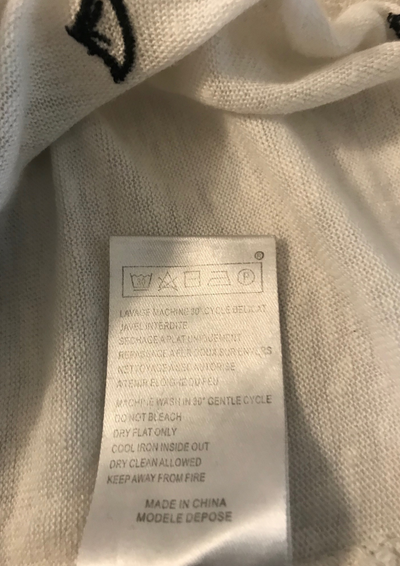 LAVAGE MACHINE 30° CYCLE DELICAT
JAVEL INTERDITE
SECHAGE A PLAT UNIQUEMENT
REPASSAGE A FER DOUX SUR ENVERS
NETTOYAGE A SEC AUTORISE
A TENIR ELOIGNE DU FEU
MACHINE WASH IN 30° GENTLE CYCLE
DO NOT BLEACH
DRY FLAT ONLY
COOL IRON INSIDE OUT
DRY CLEAN ALLOWED
KEEP AWAY FROM FIRE
MADE IN CHINA
MODELE DEPOSE